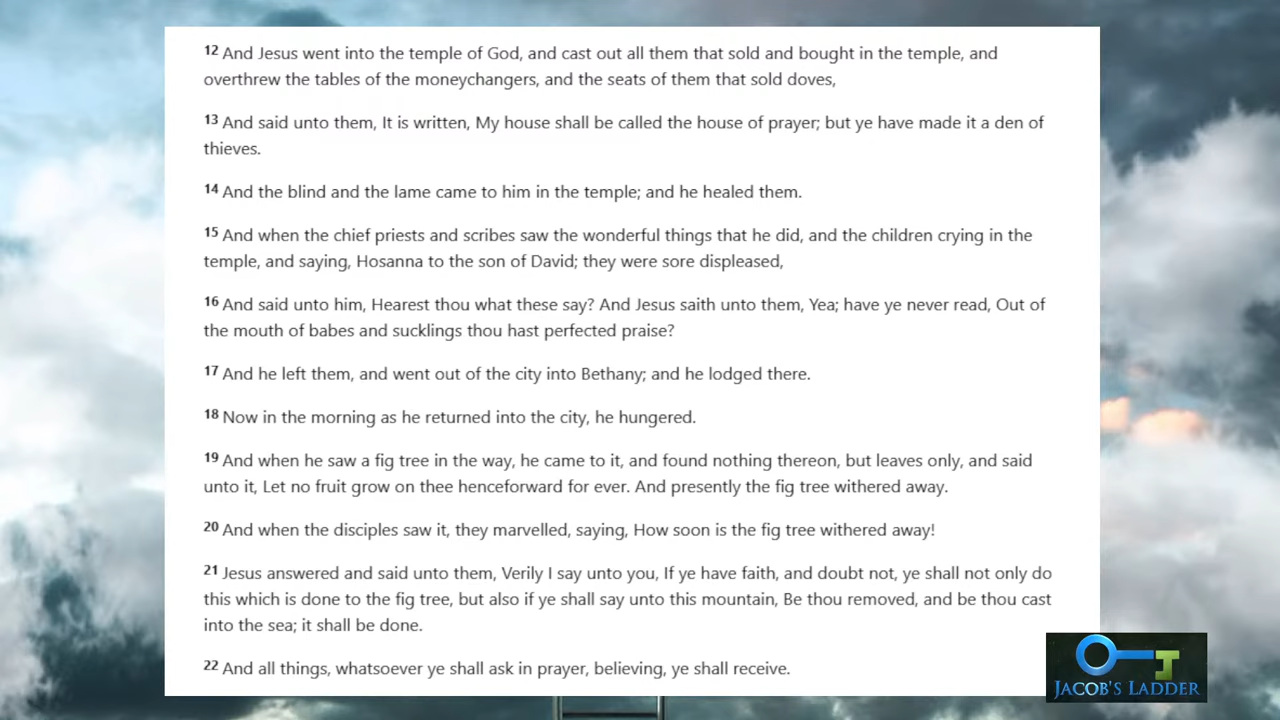 12 And Jesus went into the temple of God, and cast out all them that sold and bought in the temple, and
overthrew the tables of the moneychangers, and the seats of them that sold doves,
13 And said unto them, It is written, My house shall be called the house of prayer; but ye have made it a den of
thieves.
14 And the blind and the lame came to him in the temple; and he healed them.
15 And when the chief priests and scribes saw the wonderful things that he did, and the children crying in the
temple, and saying, Hosanna to the son of David; they were sore displeased,
16 And said unto him, Hearest thou what these say? And Jesus saith unto them, Yea; have ye never read, Out of
the mouth of babes and sucklings thou hast perfected praise?
17 And he left them, and went out of the city into Bethany; and he lodged there.
18 Now in the morning as he returned into the city, he hungered.
19 And when he saw a fig tree in the way, he came to it, and found nothing thereon, but leaves only, and said
unto it, Let no fruit grow on thee henceforward for ever. And presently the fig tree withered away.
20 And when the disciples saw it, they marvelled, saying, How soon is the fig tree withered away!
21 Jesus answered and said unto them, Verily I say unto you, If ye have faith, and doubt not, ye shall not only do
this which is done to the fig tree, but also if ye shall say unto this mountain, Be thou removed, and be thou cast
into the sea; it shall be done.
22 And all things, whatsoever ye shall ask in prayer, believing, ye shall receive.
JACOB'S LADDER